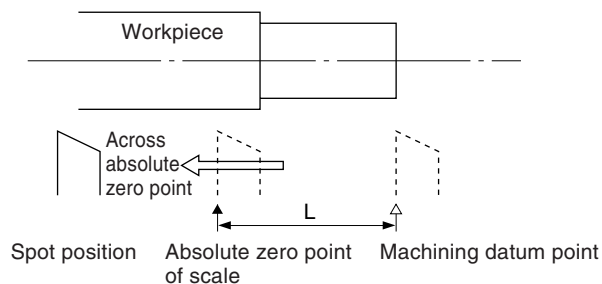 Workpiece
Across
absolute
zero point
L
Spot position
Absolute zero point
of scale
Machining datum point